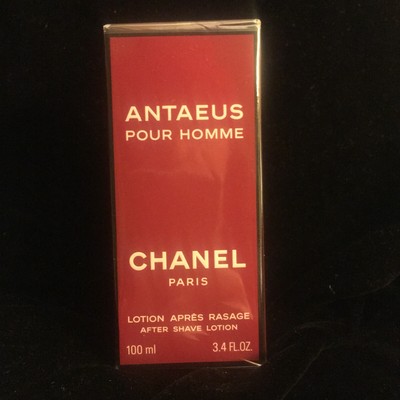 ANTAEUS
POUR HOMME
CHANEL
PARIS
LOTION APRÈS RASAGE
AFTER SHAVE LOTION
100 ml 3.4 FL.OZ.